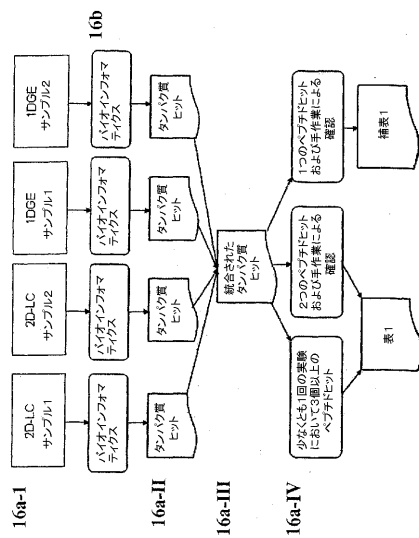 16a-1
2D-LC
サンプル1
2D-LC
サンプル2
1DGE
サンプル1
1DGE
サンプル2
16b
バイオインフォマ
ティクス
バイオインフォマ
ティクス
バイオインフォマ
ティクス
バイオインフォマ
ティクス
16a-II
タンパク質
ヒット
タンパク質
ヒット
タンパク質
ヒット
タンパク質
ヒット
16a-III
統合された
タンパク質
ヒット
16a-IV
少なくとも1回の実験
において3個以上の
ペプチドヒット
2つのペプチドヒット
および手作業による
確認
1つのペプチドヒット
および手作業による
確認
表1
補表1